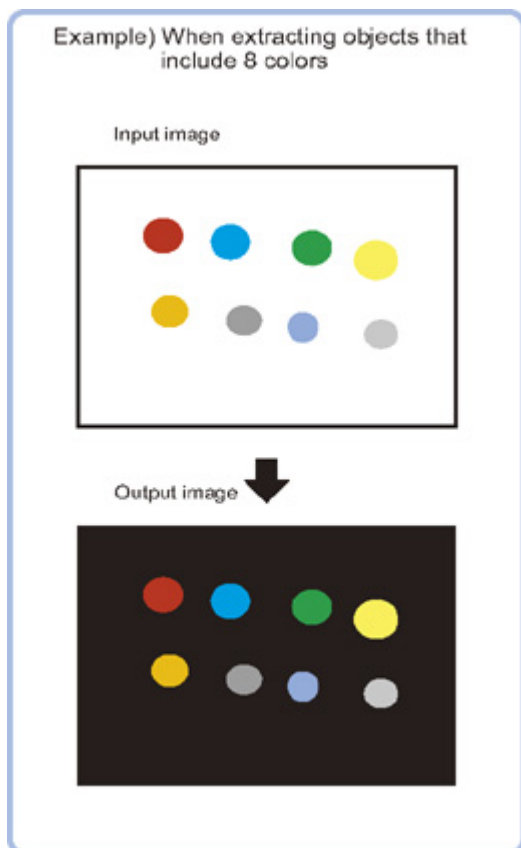 Example) When extracting objects that
include 8 colors
Input image
Output image